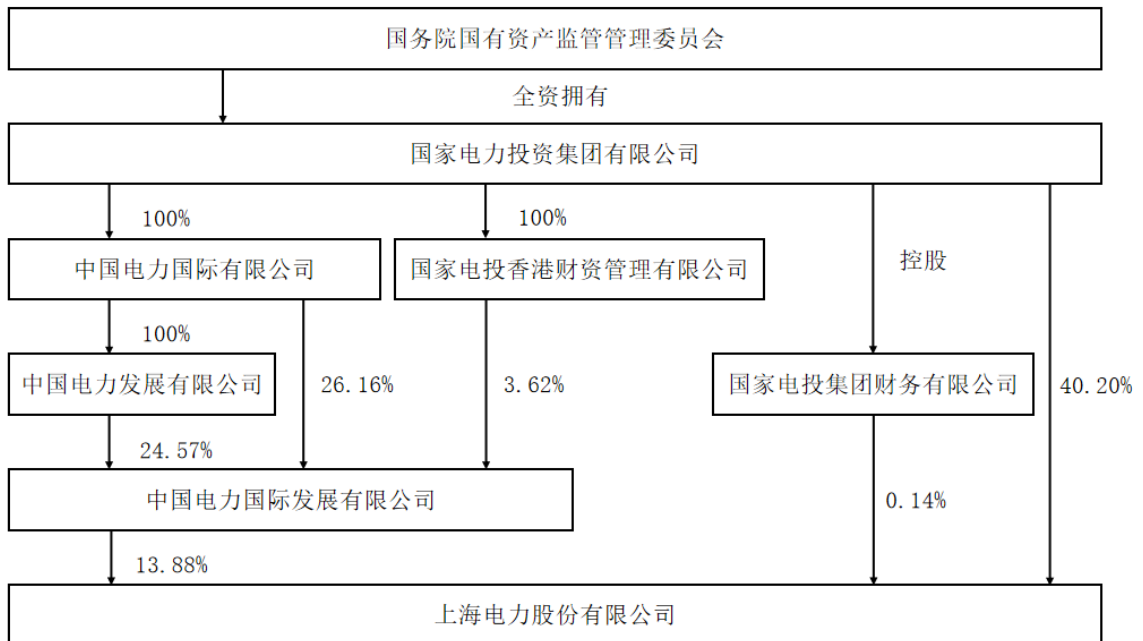 国务院国有资产监管管理委员会
全资拥有
国家电力投资集团有限公司
100%
100%
中国电力国际有限公司
国家电投香港财资管理有限公司
控股
100%
中国电力发展有限公司
26.16%
3.62%
国家电投集团财务有限公司
40.20%
24.57%
中国电力国际发展有限公司
0.14%
13.88%
上海电力股份有限公司